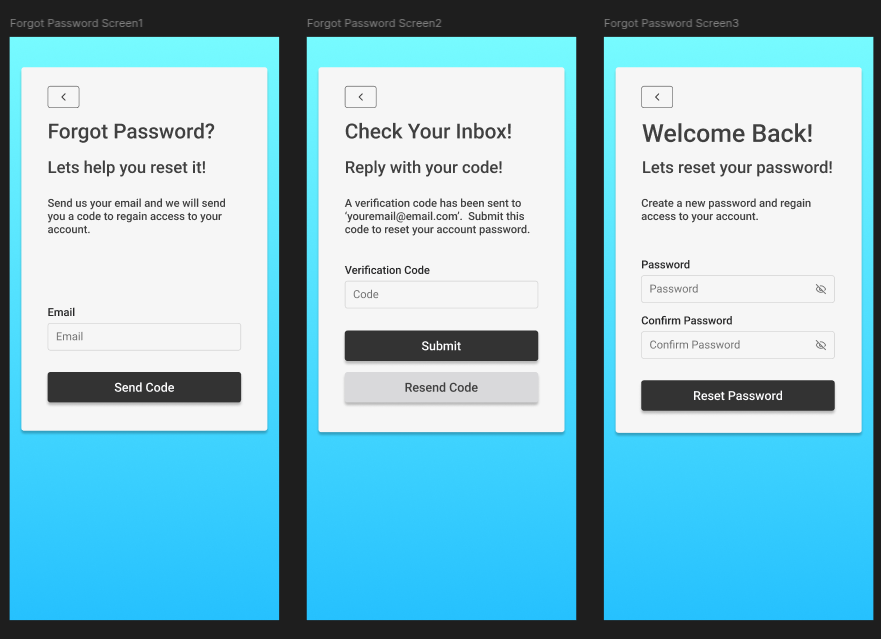 Forgot Password Screen1
Forgot Password?
Lets help you reset it!
Send us your email and we will send
you a code to regain access to your
account.
Email
Email
Send Code
Forgot Password Screen2
Check Your Inbox!
Reply with your code!
A verification code has been sent to
‘youremail@email.com’.  Submit this
code to reset your account password.
Verification Code
Code
Submit
Resend Code
Forgot Password Screen3
Welcome Back!
Lets reset your password!
Create a new password and regain
access to your account.
Password
Password
Confirm Password
Confirm Password
Reset Password